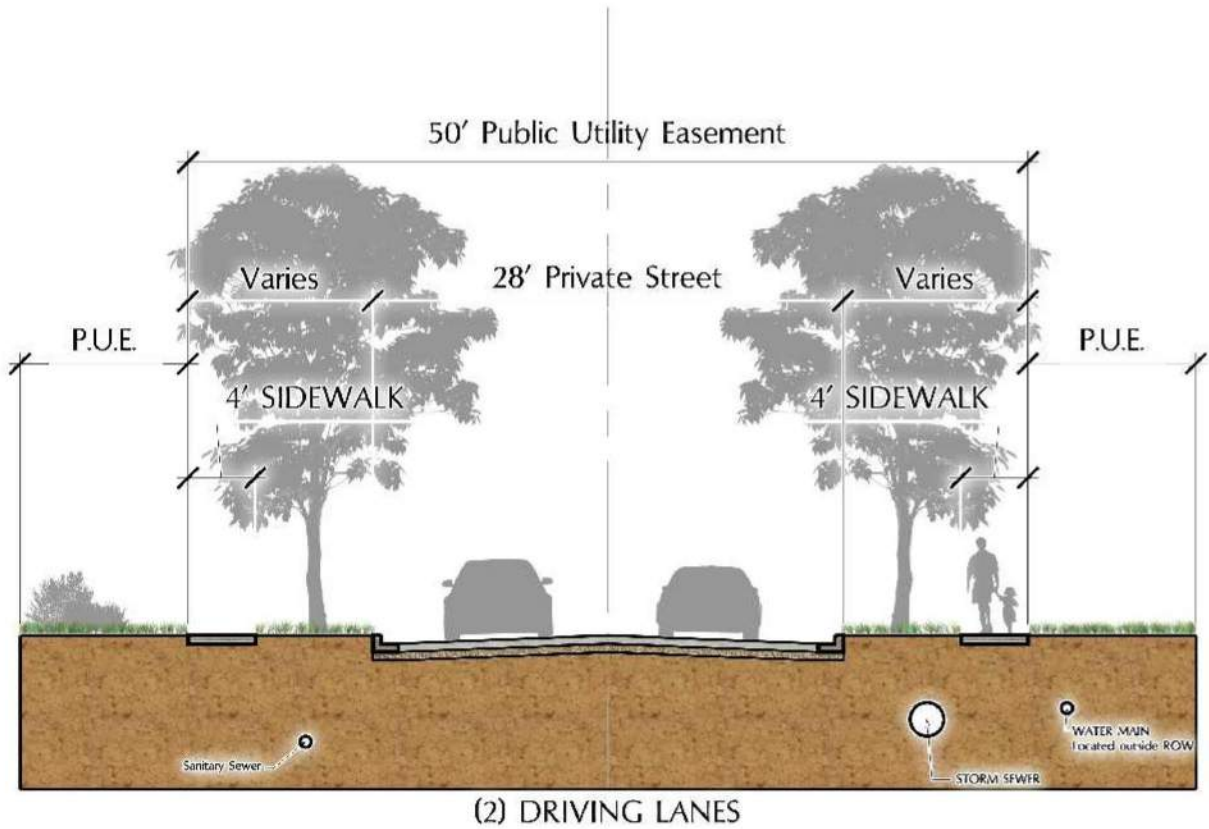 50' Public Utility Easement
Varies
28' Private Street
Varies
P.U.E.
P.U.E.
4' SIDEWALK
4' SIDEWALK
Sanitary Sewer
WATER MAIN
Located outside ROW
STORM SEWER
(2) DRIVING LANES